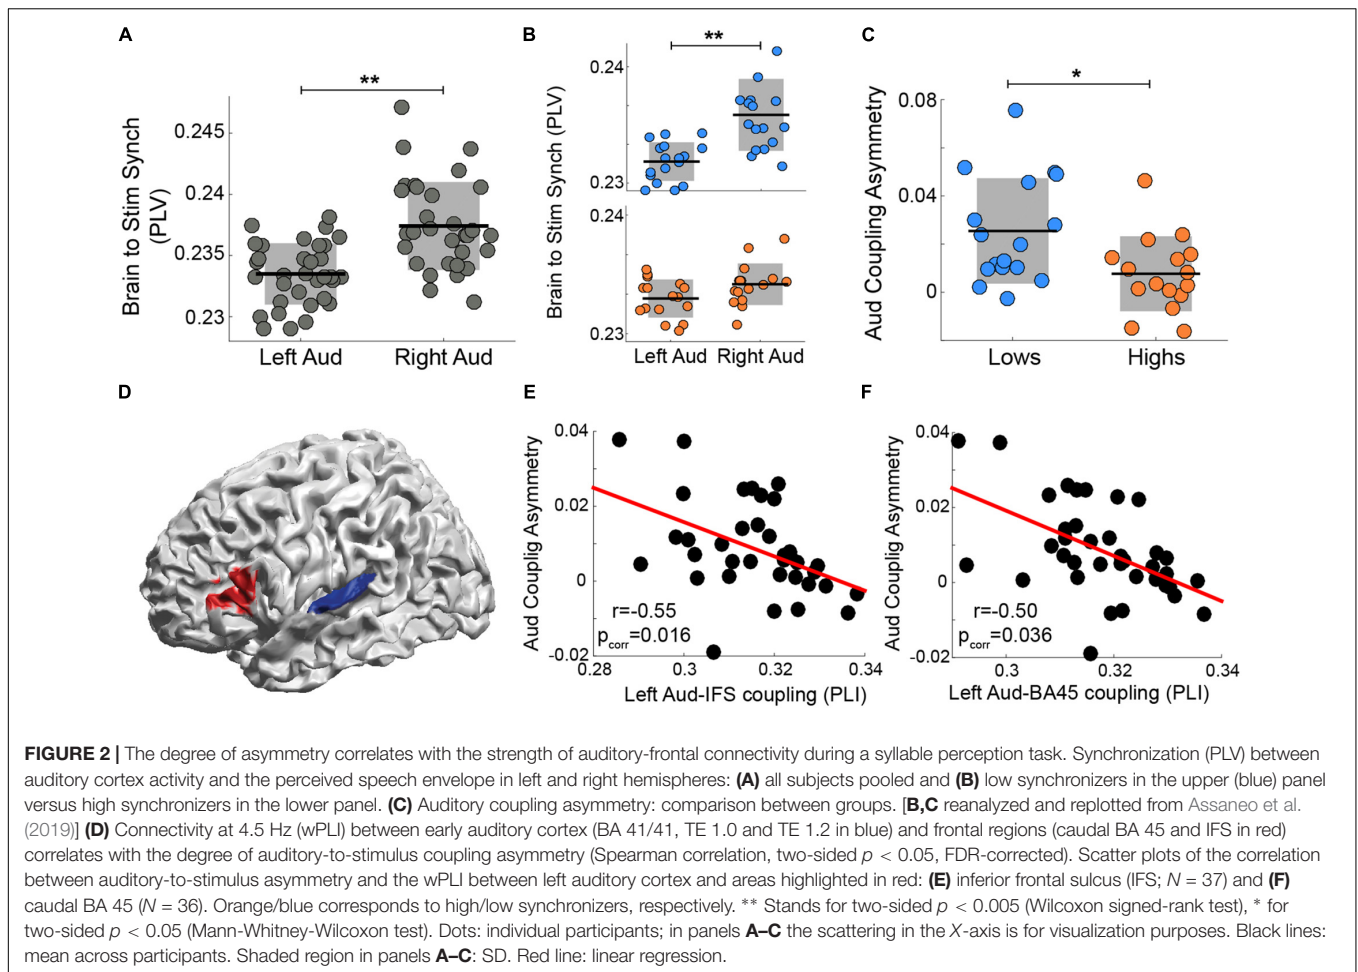 A
**
Brain to Stim Synch
(PLV)
0.245
0.24
0.235
0.23
Left Aud
Right Aud
B
**
Brain to Stim Synch (PLV)
0.24
0.23
0.24
0.23
Left Aud
Right Aud
C
*
Aud Coupling Asymmetry
0.08
0.04
0
Lows
Highs
D
E
Aud Couplig Asymmetry
0.04
0.02
0
-0.02
r=-0.55
pcorr=0.016
0.28
0.3
0.32
0.34
Left Aud-IFS coupling (PLI)
F
Aud Coupling Asymmetry
0.04
0.02
0
-0.02
r=-0.50
pcorr=0.036
0.3
0.32
0.34
Left Aud-BA45 coupling (PLI)
FIGURE 2 | The degree of asymmetry correlates with the strength of auditory-frontal connectivity during a syllable perception task. Synchronization (PLV) between
auditory cortex activity and the perceived speech envelope in left and right hemispheres: (A) all subjects pooled and (B) low synchronizers in the upper (blue) panel
versus high synchronizers in the lower panel. (C) Auditory coupling asymmetry: comparison between groups. [B,C reanalyzed and replotted from Assaneo et al.
(2019)] (D) Connectivity at 4.5 Hz (wPLI) between early auditory cortex (BA 41/41, TE 1.0 and TE 1.2 in blue) and frontal regions (caudal BA 45 and IFS in red)
correlates with the degree of auditory-to-stimulus coupling asymmetry (Spearman correlation, two-sided p < 0.05, FDR-corrected). Scatter plots of the correlation
between auditory-to-stimulus asymmetry and the wPLI between left auditory cortex and areas highlighted in red: (E) inferior frontal sulcus (IFS; N = 37) and (F)
caudal BA 45 (N = 36). Orange/blue corresponds to high/low synchronizers, respectively. ** Stands for two-sided p < 0.005 (Wilcoxon signed-rank test), * for
two-sided p < 0.05 (Mann-Whitney-Wilcoxon test). Dots: individual participants; in panels A–C the scattering in the X-axis is for visualization purposes. Black lines:
mean across participants. Shaded region in panels A–C: SD. Red line: linear regression.